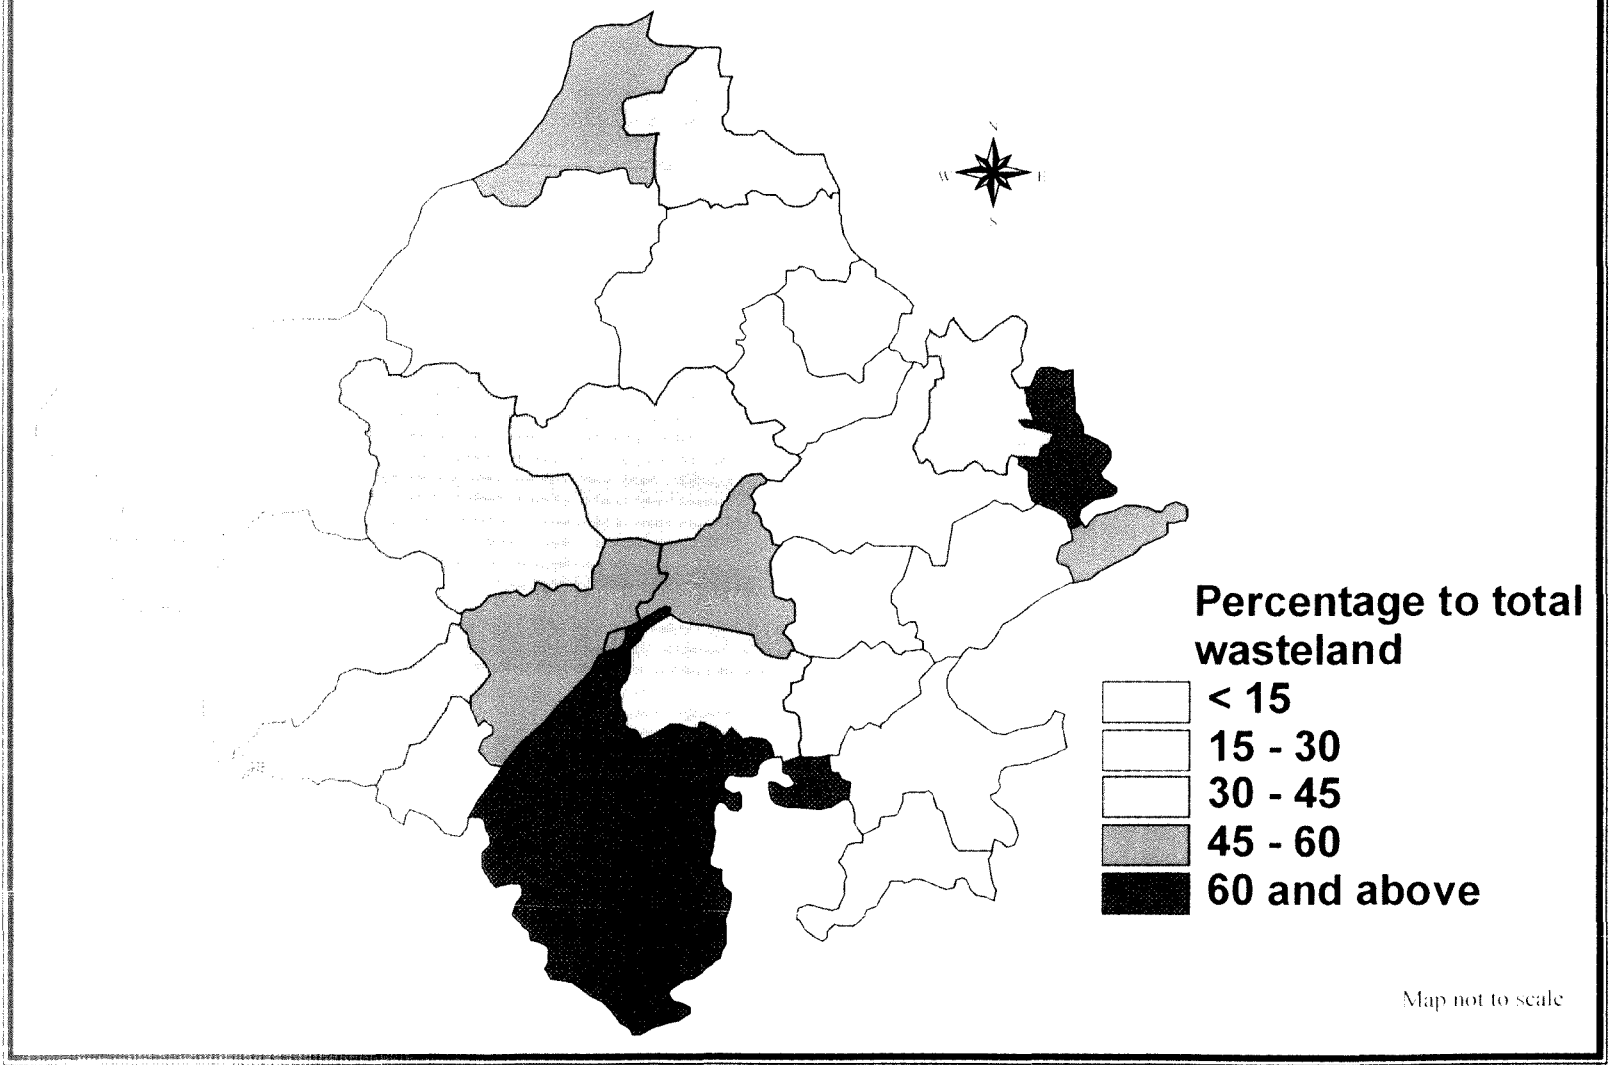 N
W E
S
Percentage to total
wasteland
< 15
15 - 30
30 - 45
45 - 60
60 and above
Map not to scale